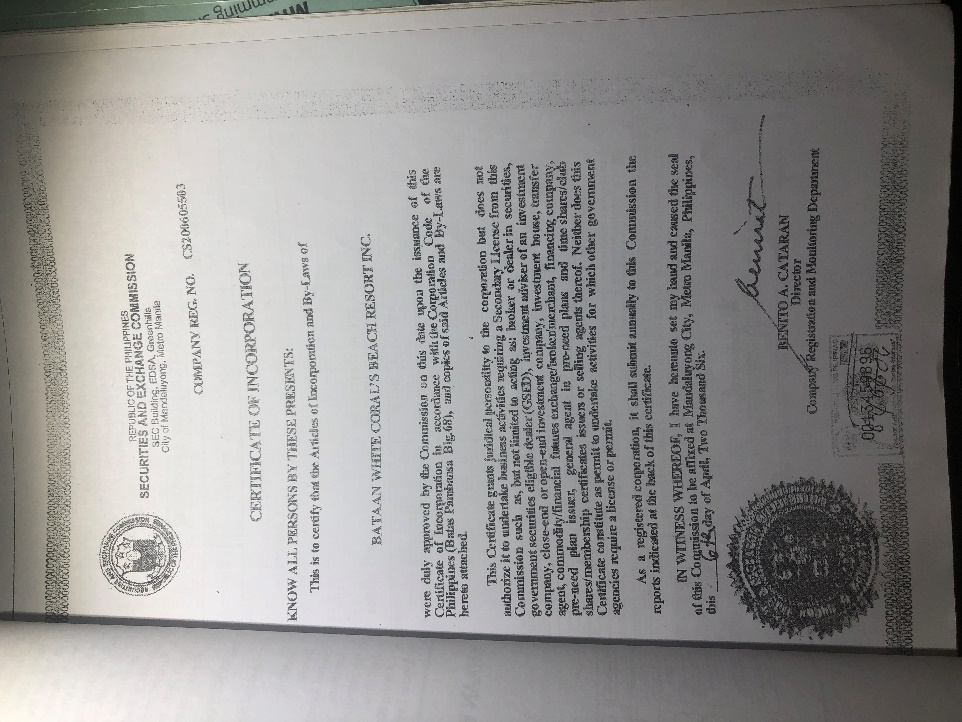 REPUBLIC OF THE PHILIPPINES
SECURITIES AND EXCHANGE COMMISSION
SEC Building, EDSA, Greenhills
City of Mandaluyong, Metro Manila
COMPANY REG. NO. CS200605503
CERTIFICATE OF INCORPORATION
KNOW ALL PERSONS BY THESE PRESENTS:
This is to certify that the Articles of Incorporation and By-Laws of
BATAAN WHITE CORAL'S BEACH RESORT INC.
were duly approved by the Commission on this date upon the issuance of this
Certificate of Incorporation in accordance with the Corporation Code of the
Philippines (Batas Pambansa Blg. 68), and copies of said Articles and By-Laws are
hereto attached.
This Certificate grants juridical personality to the corporation but does not
authorize it to undertake business activities requiring a Secondary License from this
Commission such as, but not limited to acting as: broker or dealer in securities,
government securities eligible dealer (GSED), investment adviser of an investment
company, close-end or open-end investment company, investment house, transfer
agent, commodity/financial futures exchange/broker/merchant, financing company,
pre-need plan issuer, general agent in pre-need plans and time shares/club
shares/membership certificates issuers or selling agents thereof. Neither does this
Certificate constitute as permit to undertake activities for which other government
agencies require a license or permit.
As a registered corporation, it shall submit annually to this Commission the
reports indicated at the back of this certificate.
IN WITNESS WHEREOF, I have hereunto set my hand and caused the seal
of this Commission to be affixed at Mandaluyong City, Metro Manila, Philippines,
this 6th day of April, Two Thousand Six.
BENITO A. CATARAN
Director
Company Registration and Monitoring Department